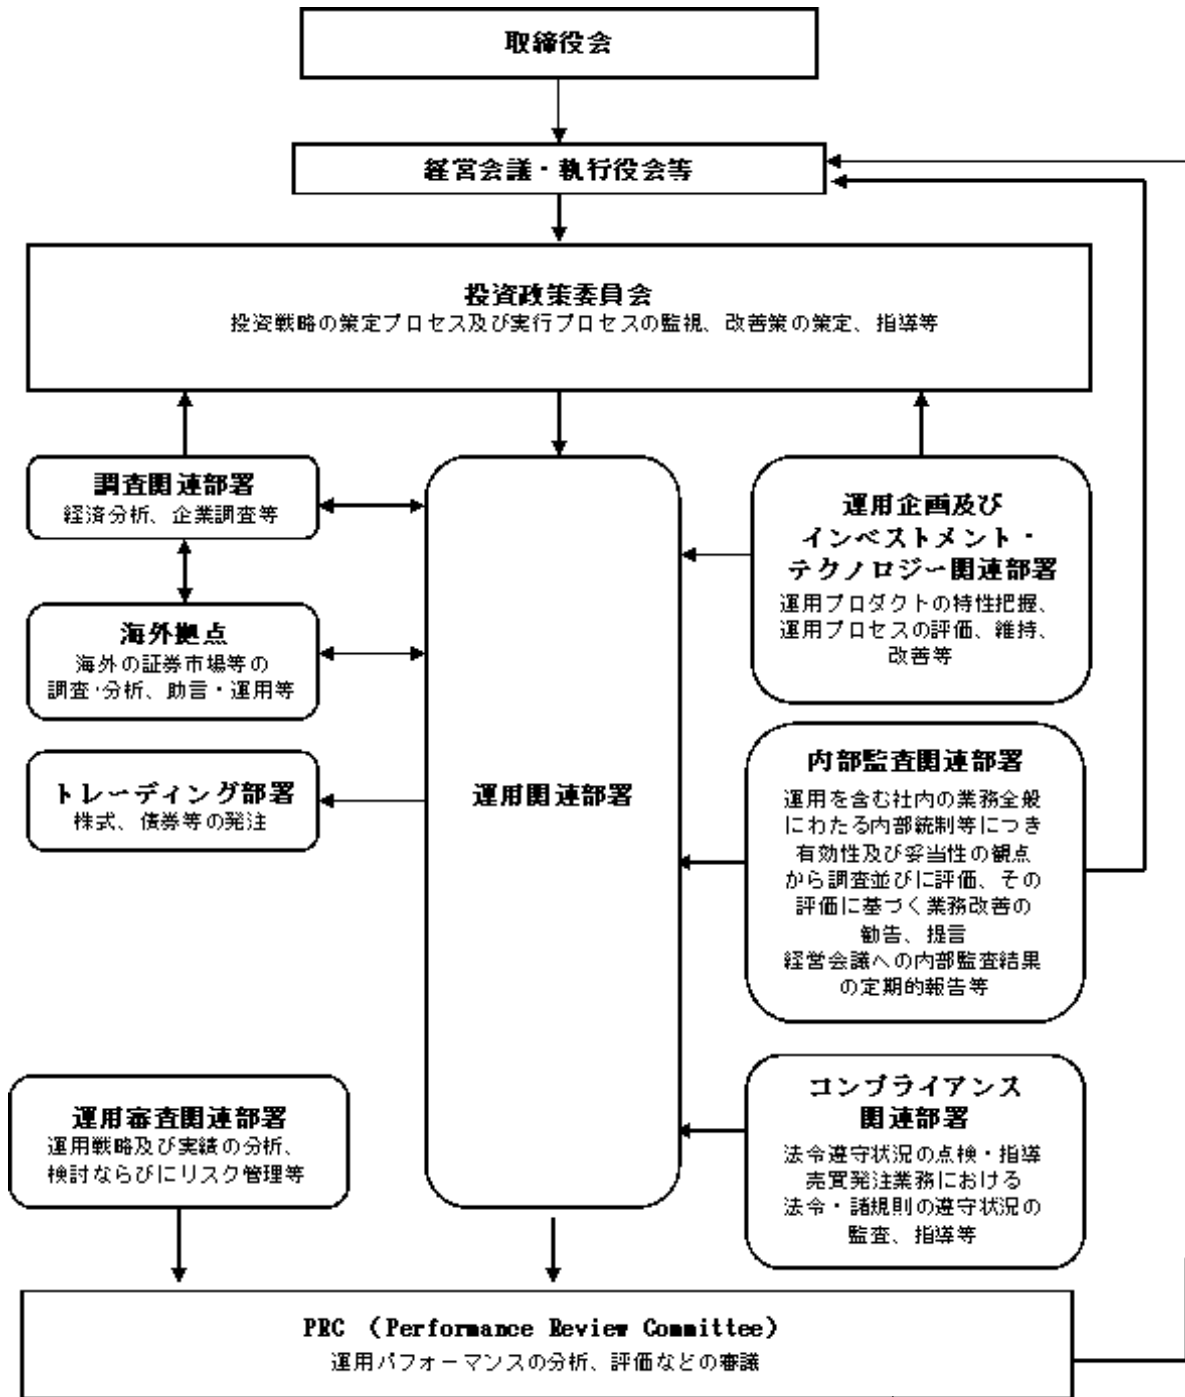 取締役会
経営会議・執行役会等
投資政策委員会
投資戦略の策定プロセス及び実行プロセスの監視、改善策の策定、指導等
調査関連部署
経済分析、企業調査等
海外拠点
海外の証券市場等の
調査・分析、助言・運用等
トレーディング部署
株式、債券等の発注
運用関連部署
運用企画及び
インベストメント・
テクノロジー関連部署
運用プロダクトの特性把握、
運用プロセスの評価、維持、
改善等
内部監査関連部署
運用を含む社内の業務全般
にわたる内部統制等につき
有効性及び妥当性の観点
から調査並びに評価、その
評価に基づく業務改善の
勧告、提言
経営会議への内部監査結果
の定期的報告等
運用審査関連部署
運用戦略及び実績の分析、
検討ならびにリスク管理等
コンプライアンス
関連部署
法令遵守状況の点検・指導
売買発注業務における
法令・諸規則の遵守状況の
監査、指導等
PRC （Performance Review Committee）
運用パフォーマンスの分析、評価などの審議